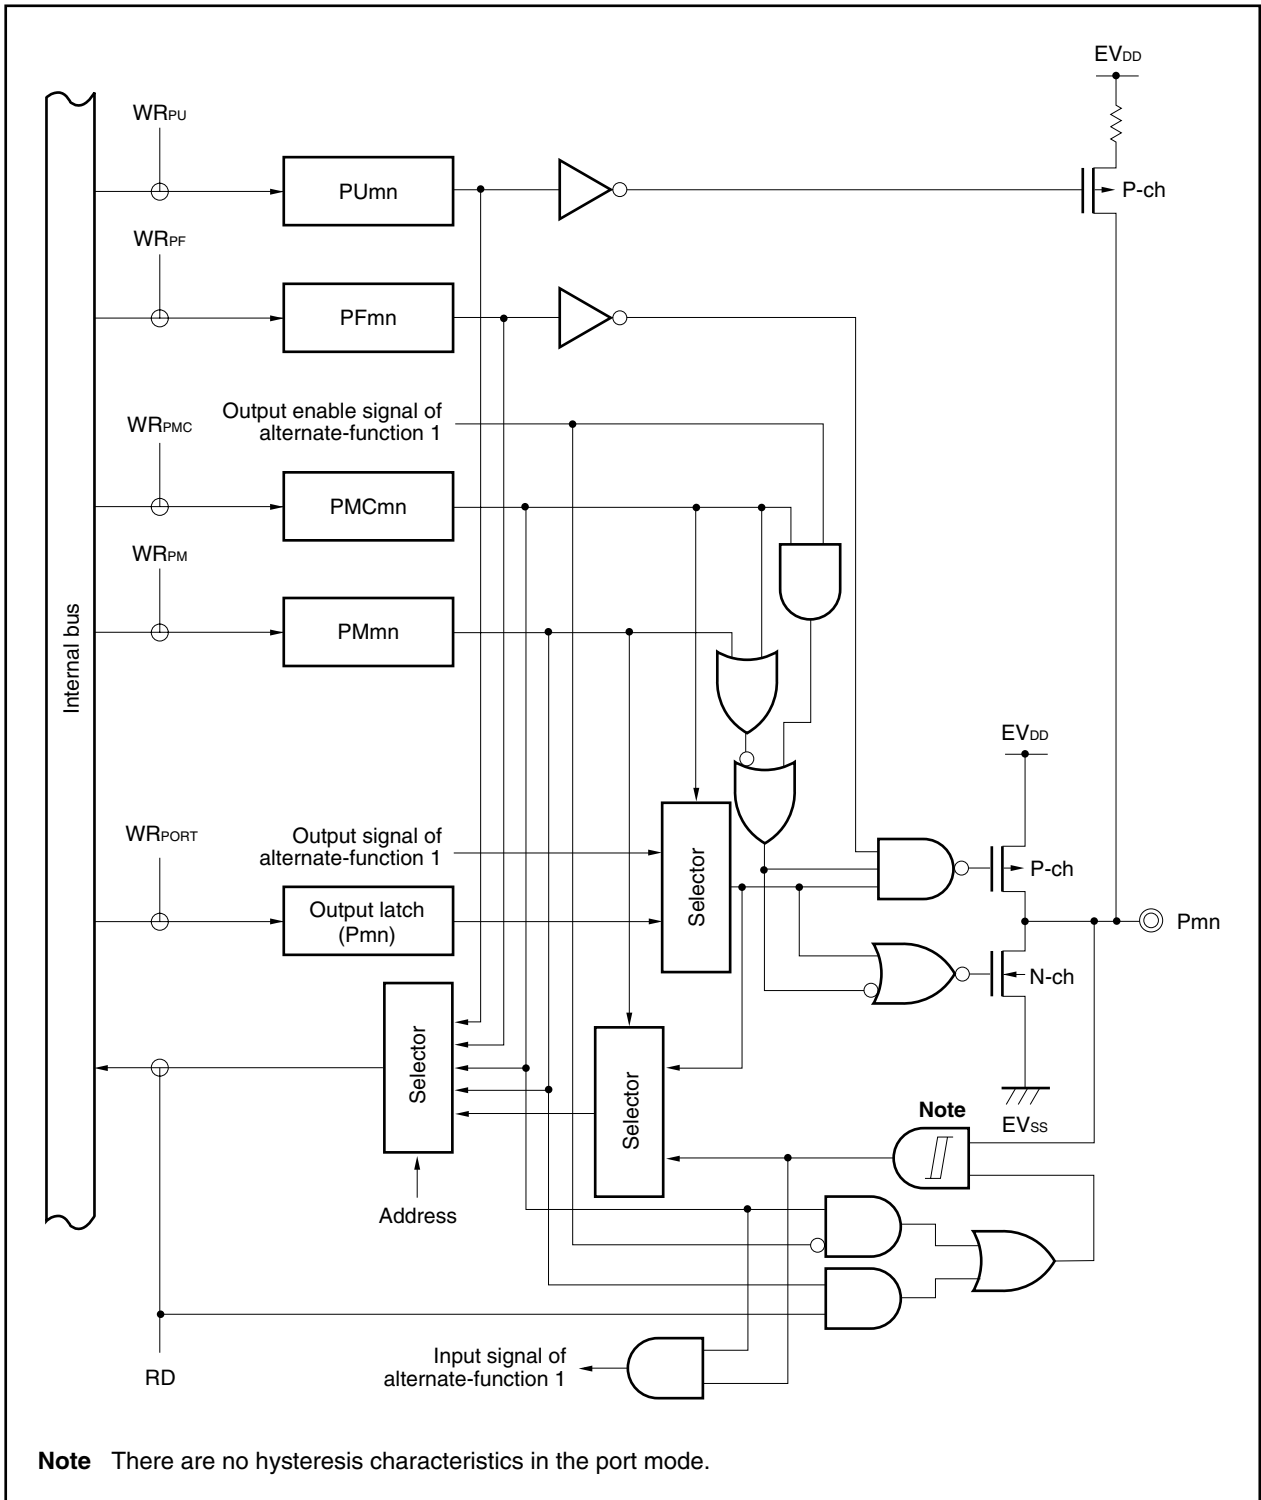 EVDD
WRPU
PUmn
P-ch
WRPF
PFmn
Output enable signal of
alternate-function 1
WRPMC
PMCmn
WRPM
PMmn
Internal bus
EVDD
WRPORT
Output signal of
alternate-function 1
Selector
P-ch
Output latch
(Pmn)
Pmn
N-ch
Selector
Selector
Note
EVSS
Address
Input signal of
alternate-function 1
RD
Note There are no hysteresis characteristics in the port mode.